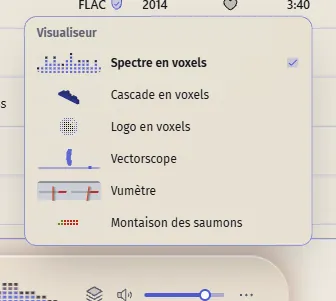 FLAC 2014 3:40
Visualiseur
Spectre en voxels
Cascade en voxels
Logo en voxels
Vectorscope
Vumètre
Montaison des saumons